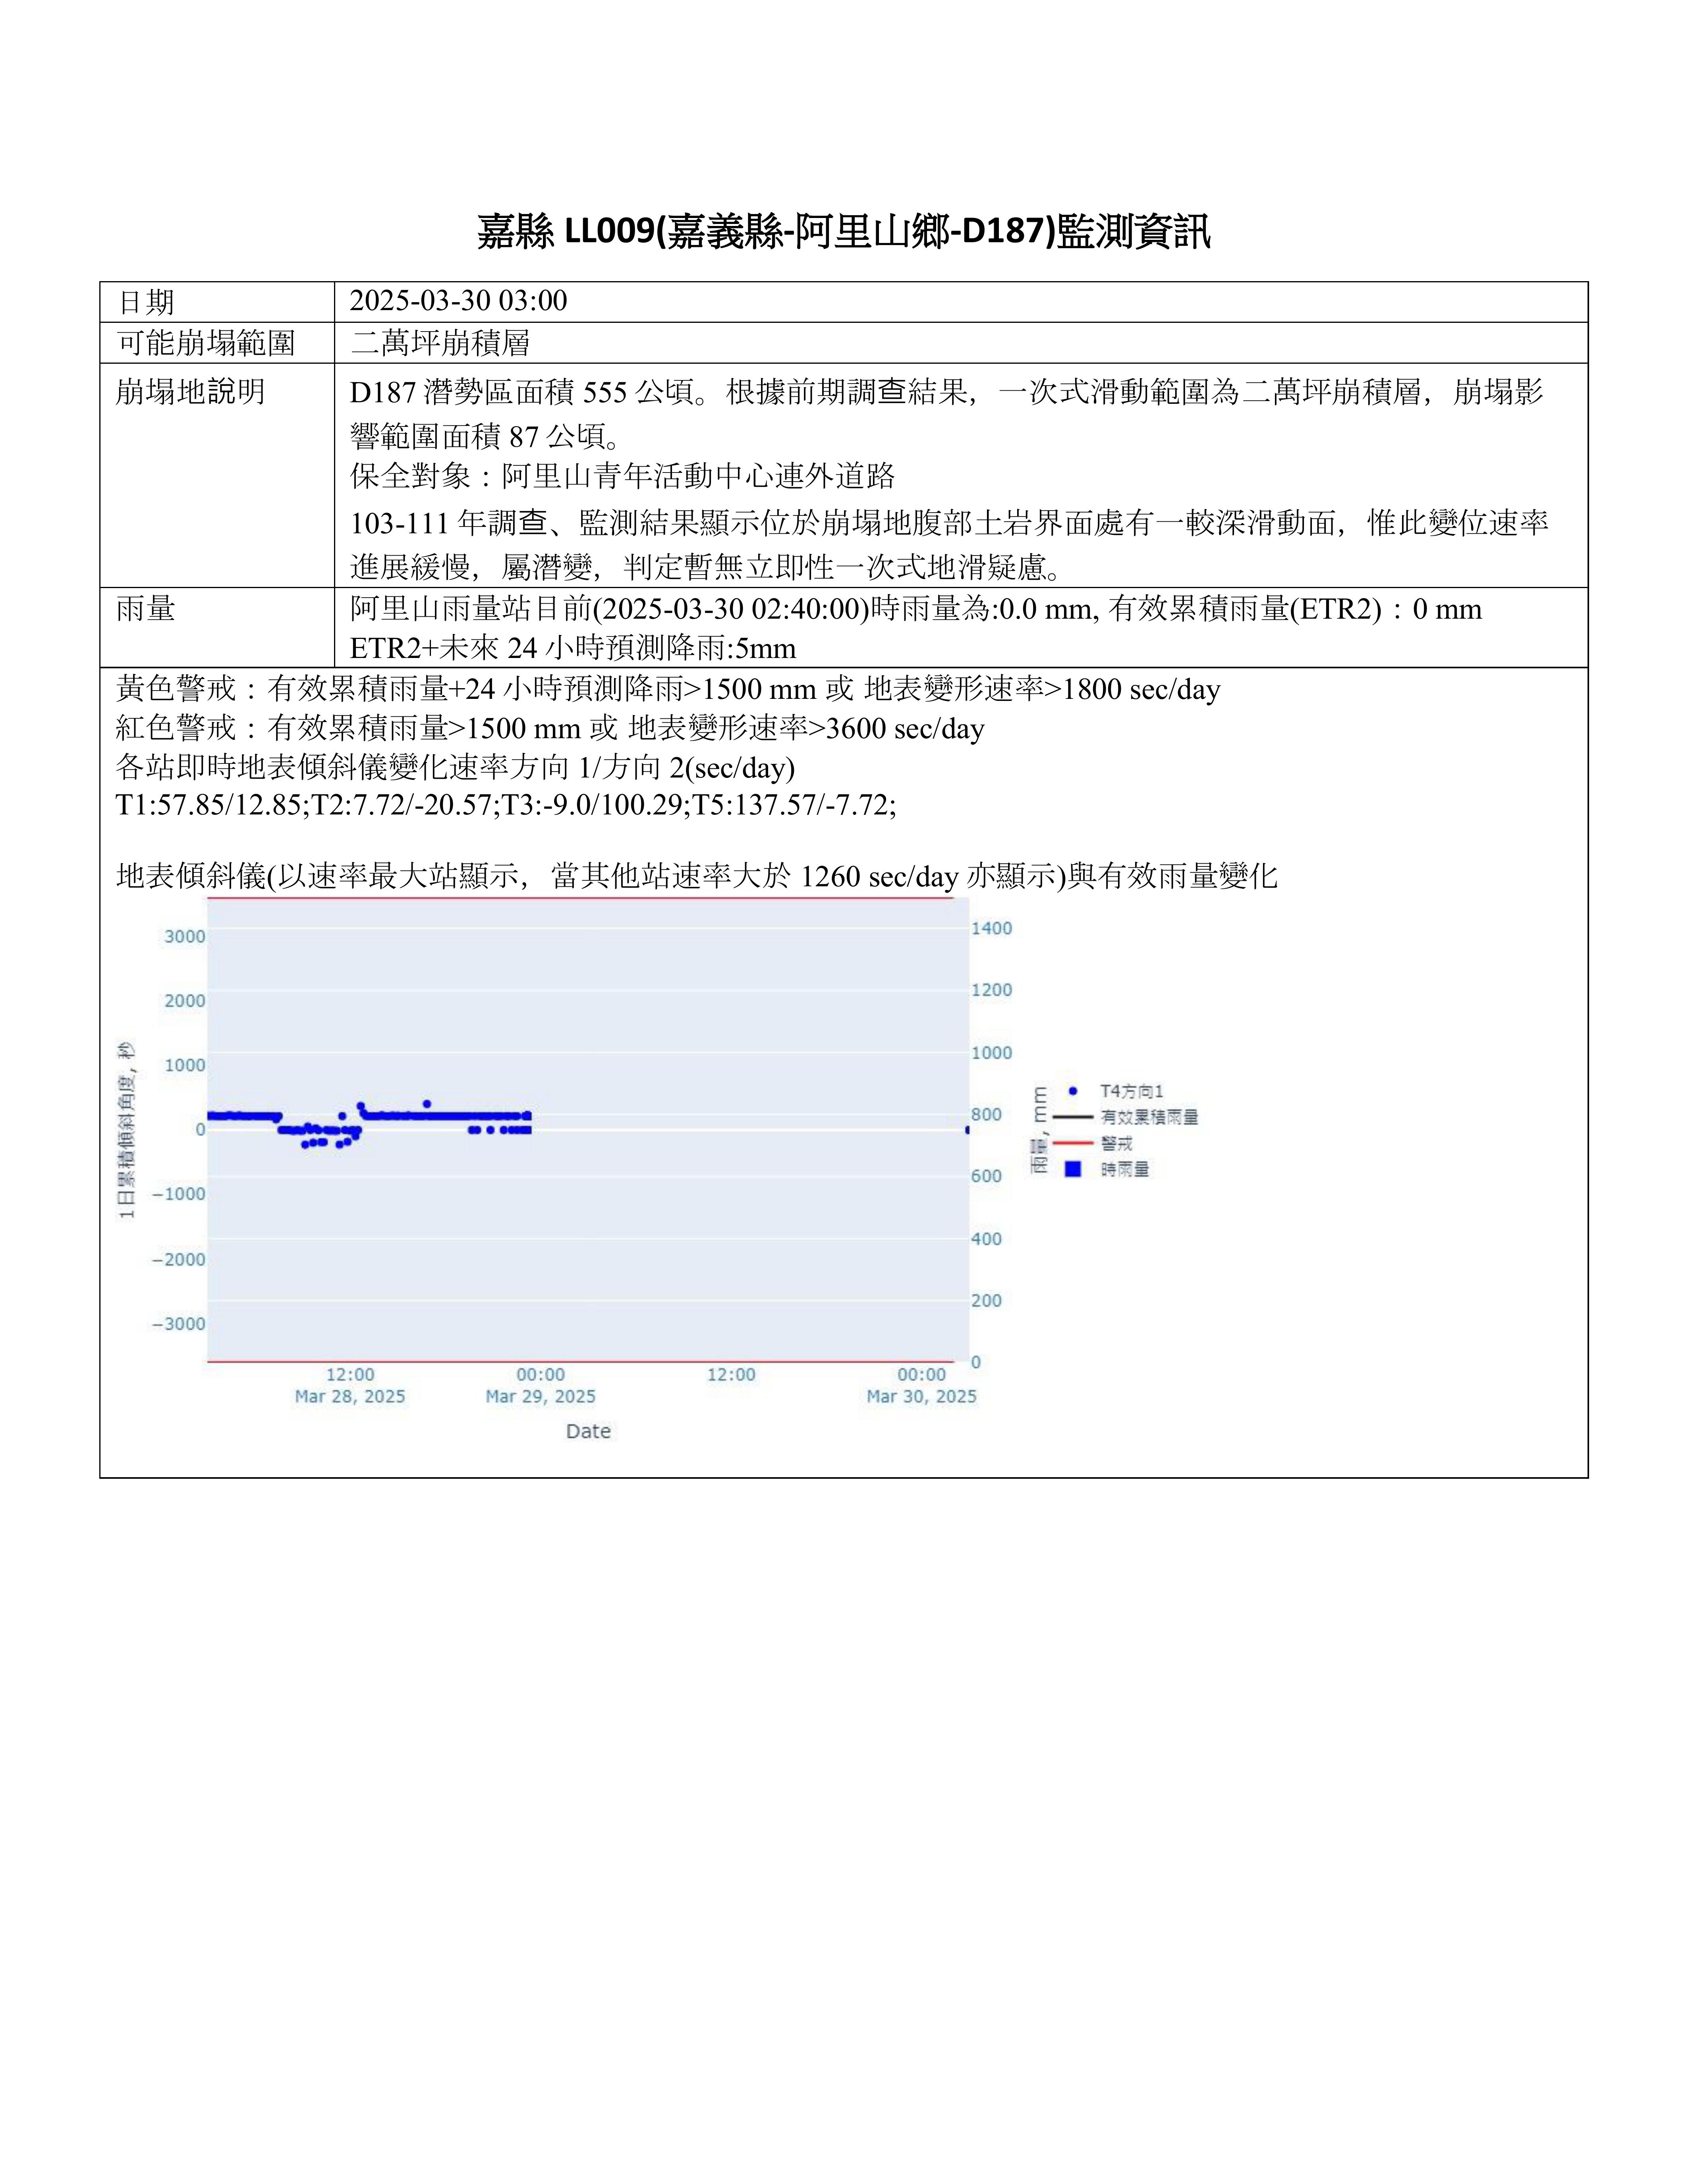 嘉縣 LL009(嘉義縣-阿里山鄉-D187)監測資訊
日期 2025-03-30 03:00
可能崩塌範圍 二萬坪崩積層
崩塌地說明 D187 潛勢區面積 555 公頃。根據前期調查結果，一次式滑動範圍為二萬坪崩積層，崩塌影
響範圍面積 87 公頃。
保全對象：阿里山青年活動中心連外道路
103-111 年調查、監測結果顯示位於崩塌地腹部土岩界面處有一較深滑動面，惟此變位速率
進展緩慢，屬潛變，判定暫無立即性一次式地滑疑慮。
雨量 阿里山雨量站目前(2025-03-30 02:40:00)時雨量為:0.0 mm, 有效累積雨量(ETR2)：0 mm
ETR2+未來 24 小時預測降雨:5mm
黃色警戒：有效累積雨量+24 小時預測降雨>1500 mm 或 地表變形速率>1800 sec/day
紅色警戒：有效累積雨量>1500 mm 或 地表變形速率>3600 sec/day
各站即時地表傾斜儀變化速率方向 1/方向 2(sec/day)
T1:57.85/12.85;T2:7.72/-20.57;T3:-9.0/100.29;T5:137.57/-7.72;
地表傾斜儀(以速率最大站顯示，當其他站速率大於 1260 sec/day 亦顯示)與有效雨量變化
1日累積傾斜角度, 秒
3000
2000
1000
0
−1000
−2000
−3000
1400
1200
1000
800
600
400
200
0
雨量, mm
T4方向1
有效累積雨量
警戒
時雨量
12:00 00:00 12:00 00:00
Mar 28, 2025 Mar 29, 2025 Mar 30, 2025
Date